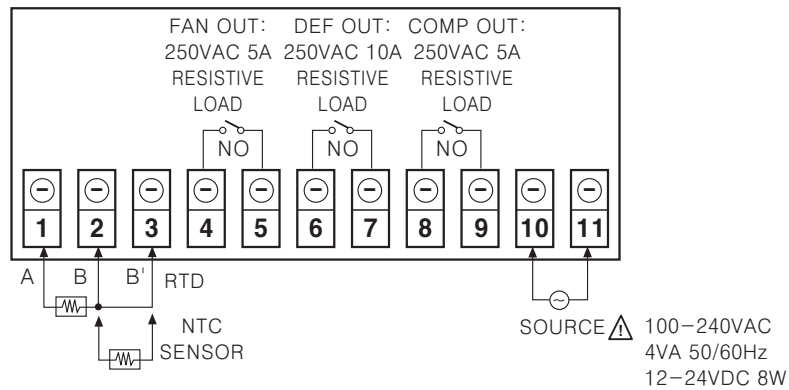 FAN OUT: DEF OUT: COMP OUT:
250VAC 5A 250VAC 10A 250VAC 5A
RESISTIVE RESISTIVE RESISTIVE
LOAD LOAD LOAD
NO NO NO
1 2 3 4 5 6 7 8 9 10 11
A B B' RTD
NTC
SENSOR
SOURCE 100-240VAC
4VA 50/60Hz
12-24VDC 8W